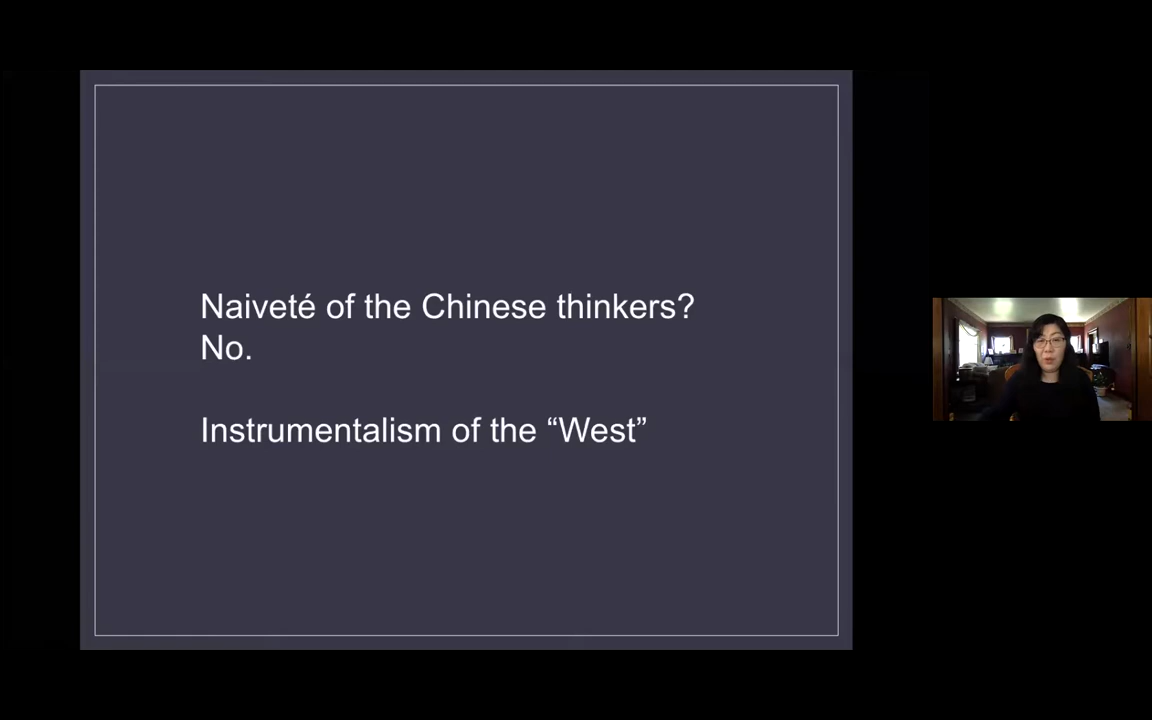 Naiveté of the Chinese thinkers?
No.
Instrumentalism of the “West”